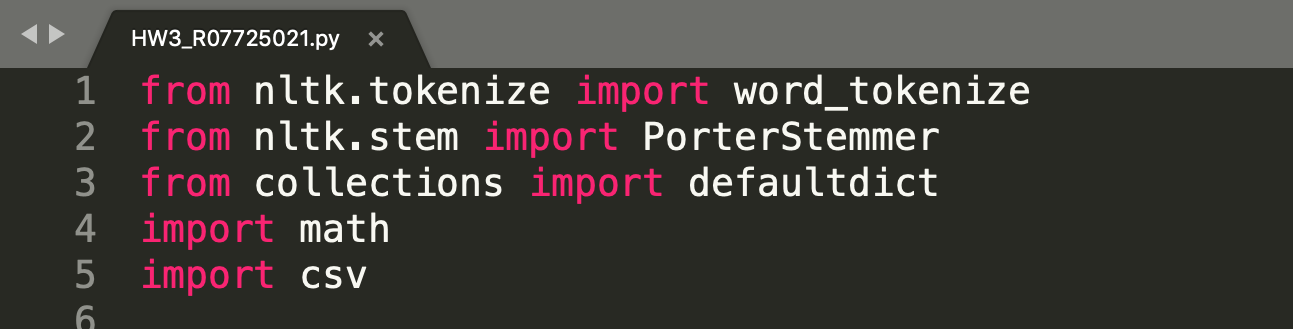 HW3_R07725021.py ×
1 from nltk.tokenize import word_tokenize
2 from nltk.stem import PorterStemmer
3 from collections import defaultdict
4 import math
5 import csv
6